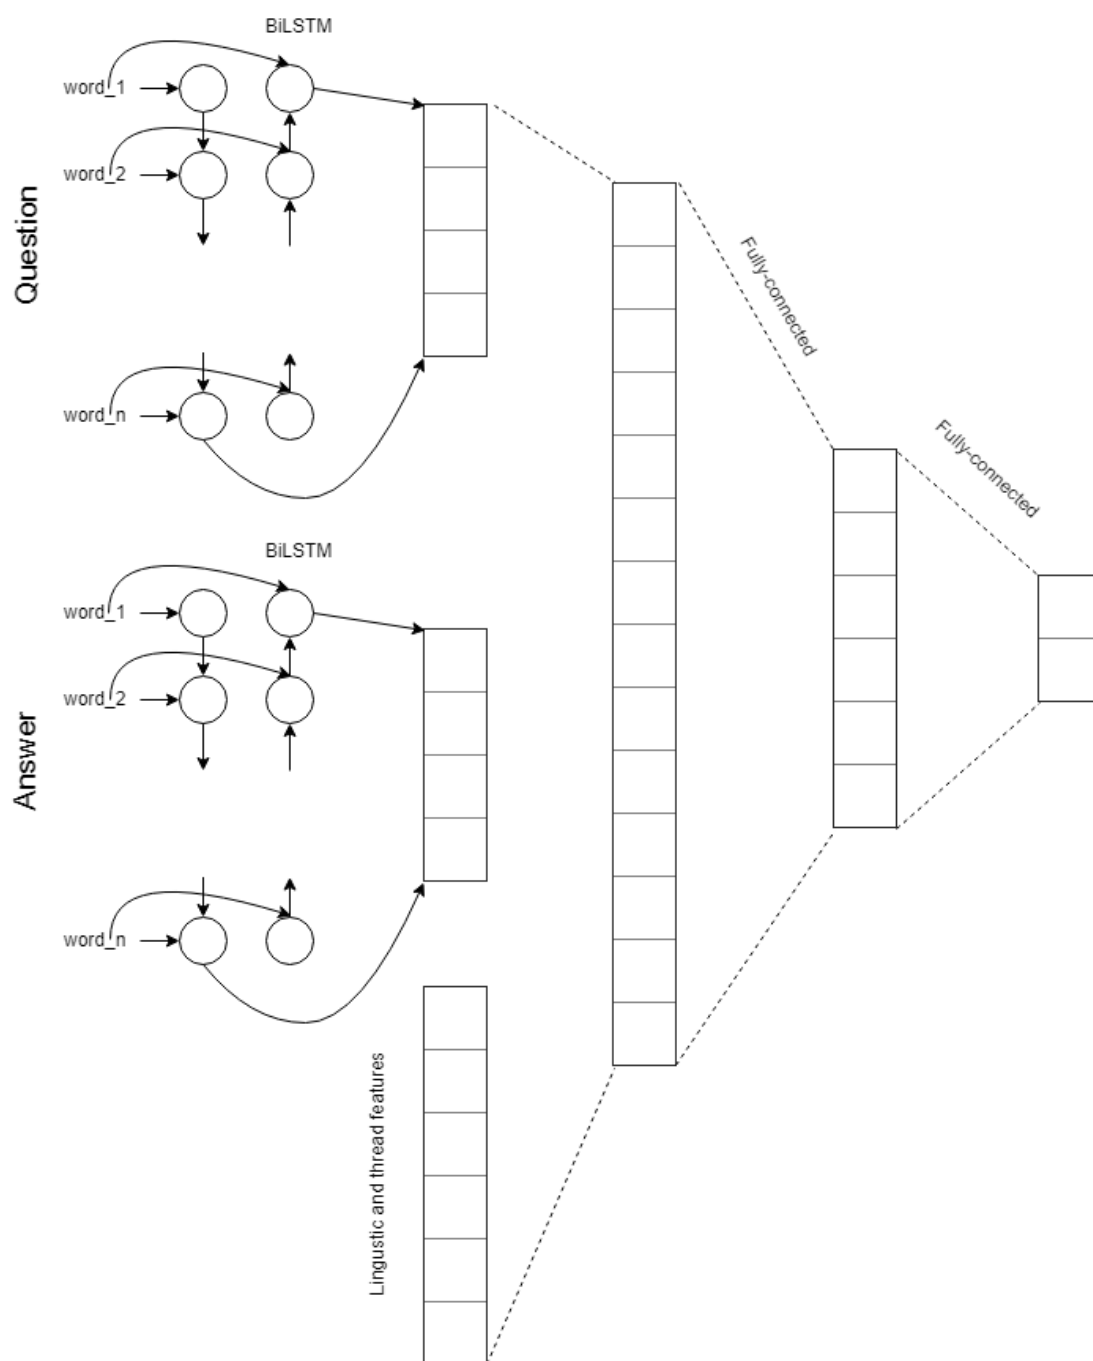 BiLSTM
word_1
word_2
Question
word_n
Fully-connected
Fully-connected
BiLSTM
word_1
word_2
Answer
word_n
Lingustic and thread features